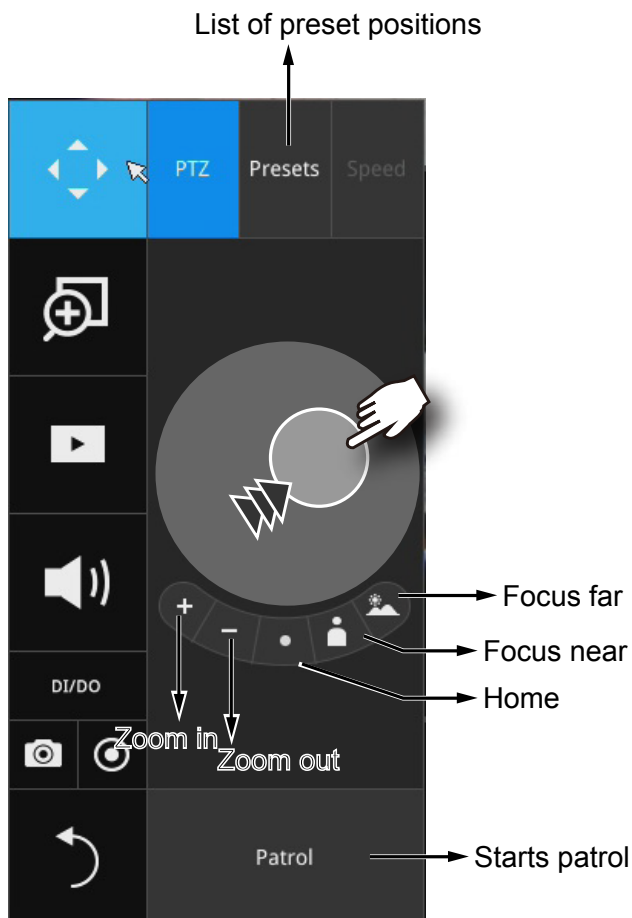 List of preset positions
PTZ
Presets
Speed
Focus far
Focus near
Home
DI/DO
Zoom in
Zoom out
Patrol
Starts patrol